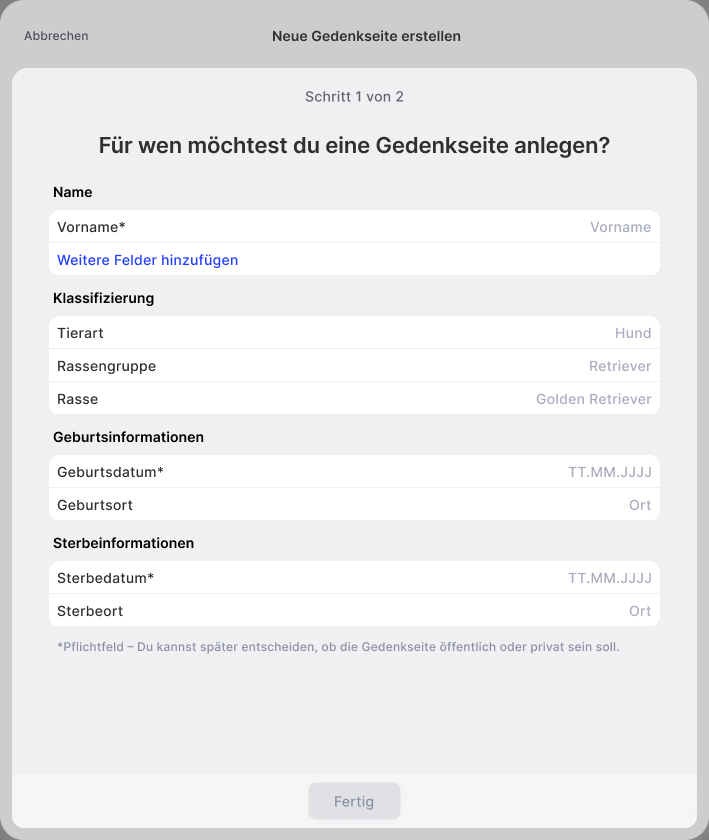 Abbrechen
Neue Gedenkseite erstellen
Schritt 1 von 2
Für wen möchtest du eine Gedenkseite anlegen?
Name
Vorname* Vorname
Weitere Felder hinzufügen
Klassifizierung
Tierart Hund
Rassengruppe Retriever
Rasse Golden Retriever
Geburtsinformationen
Geburtsdatum* TT.MM.JJJJ
Geburtsort Ort
Sterbeinformationen
Sterbedatum* TT.MM.JJJJ
Sterbeort Ort
*Pflichtfeld – Du kannst später entscheiden, ob die Gedenkseite öffentlich oder privat sein soll.
Fertig